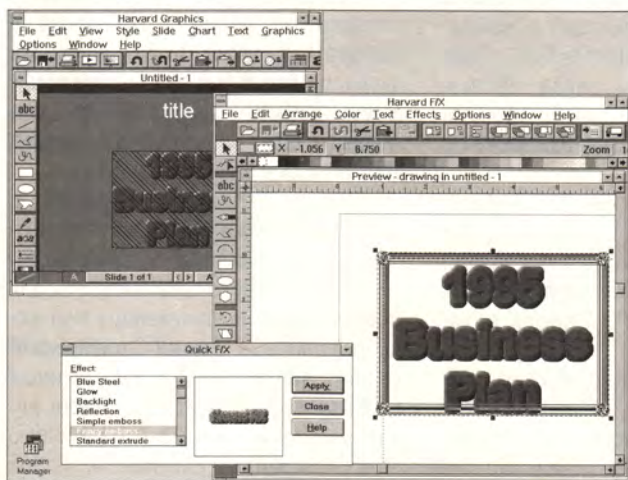 Harvard Graphics
File Edit View Style Slide Chart Text Graphics
Options Window Help
Untitled - 1
abc
title
1995
Business
Plan
Slide 1 of 1
Harvard F/X
File Edit Arrange Color Text Effects Options Window Help
X -1.056 Y 6.750 Zoom
Preview - drawing in untitled - 1
abc
1995
Business
Plan
Quick F/X
Effect:
Blue Steel
Glow
Backlight
Reflection
Simple emboss
Standard extrude
Apply
Close
Help
Program
Manager